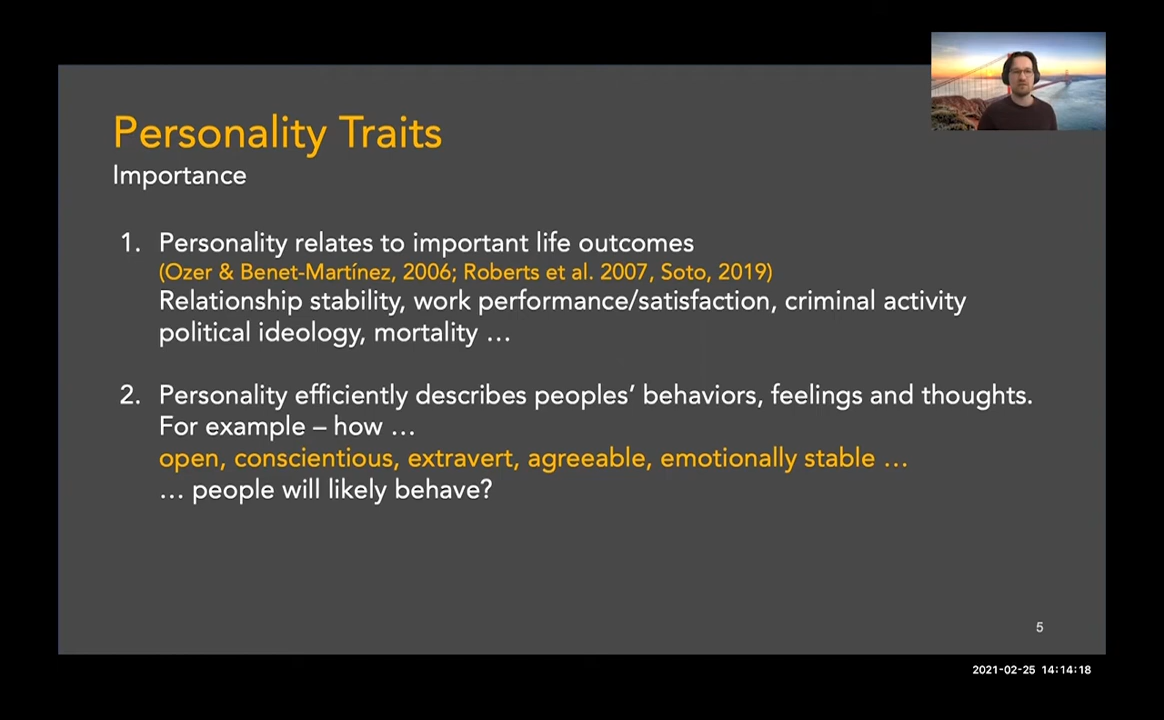 Personality Traits
Importance
1. Personality relates to important life outcomes
(Ozer & Benet-Martínez, 2006; Roberts et al. 2007, Soto, 2019)
Relationship stability, work performance/satisfaction, criminal activity
political ideology, mortality …
2. Personality efficiently describes peoples’ behaviors, feelings and thoughts.
For example – how …
open, conscientious, extravert, agreeable, emotionally stable …
… people will likely behave?
5
2021-02-25 14:14:18